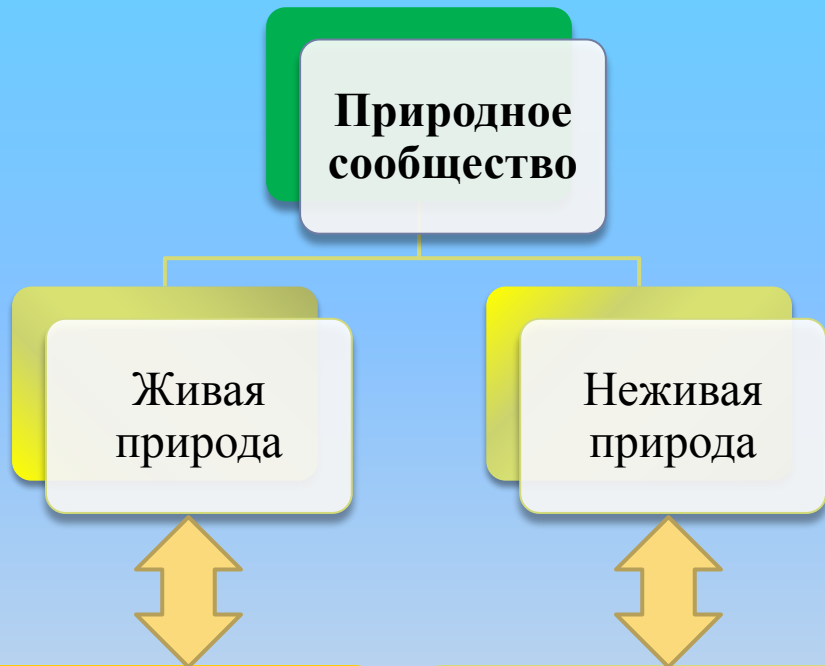 Природное
сообщество
Живая
природа
Неживая
природа